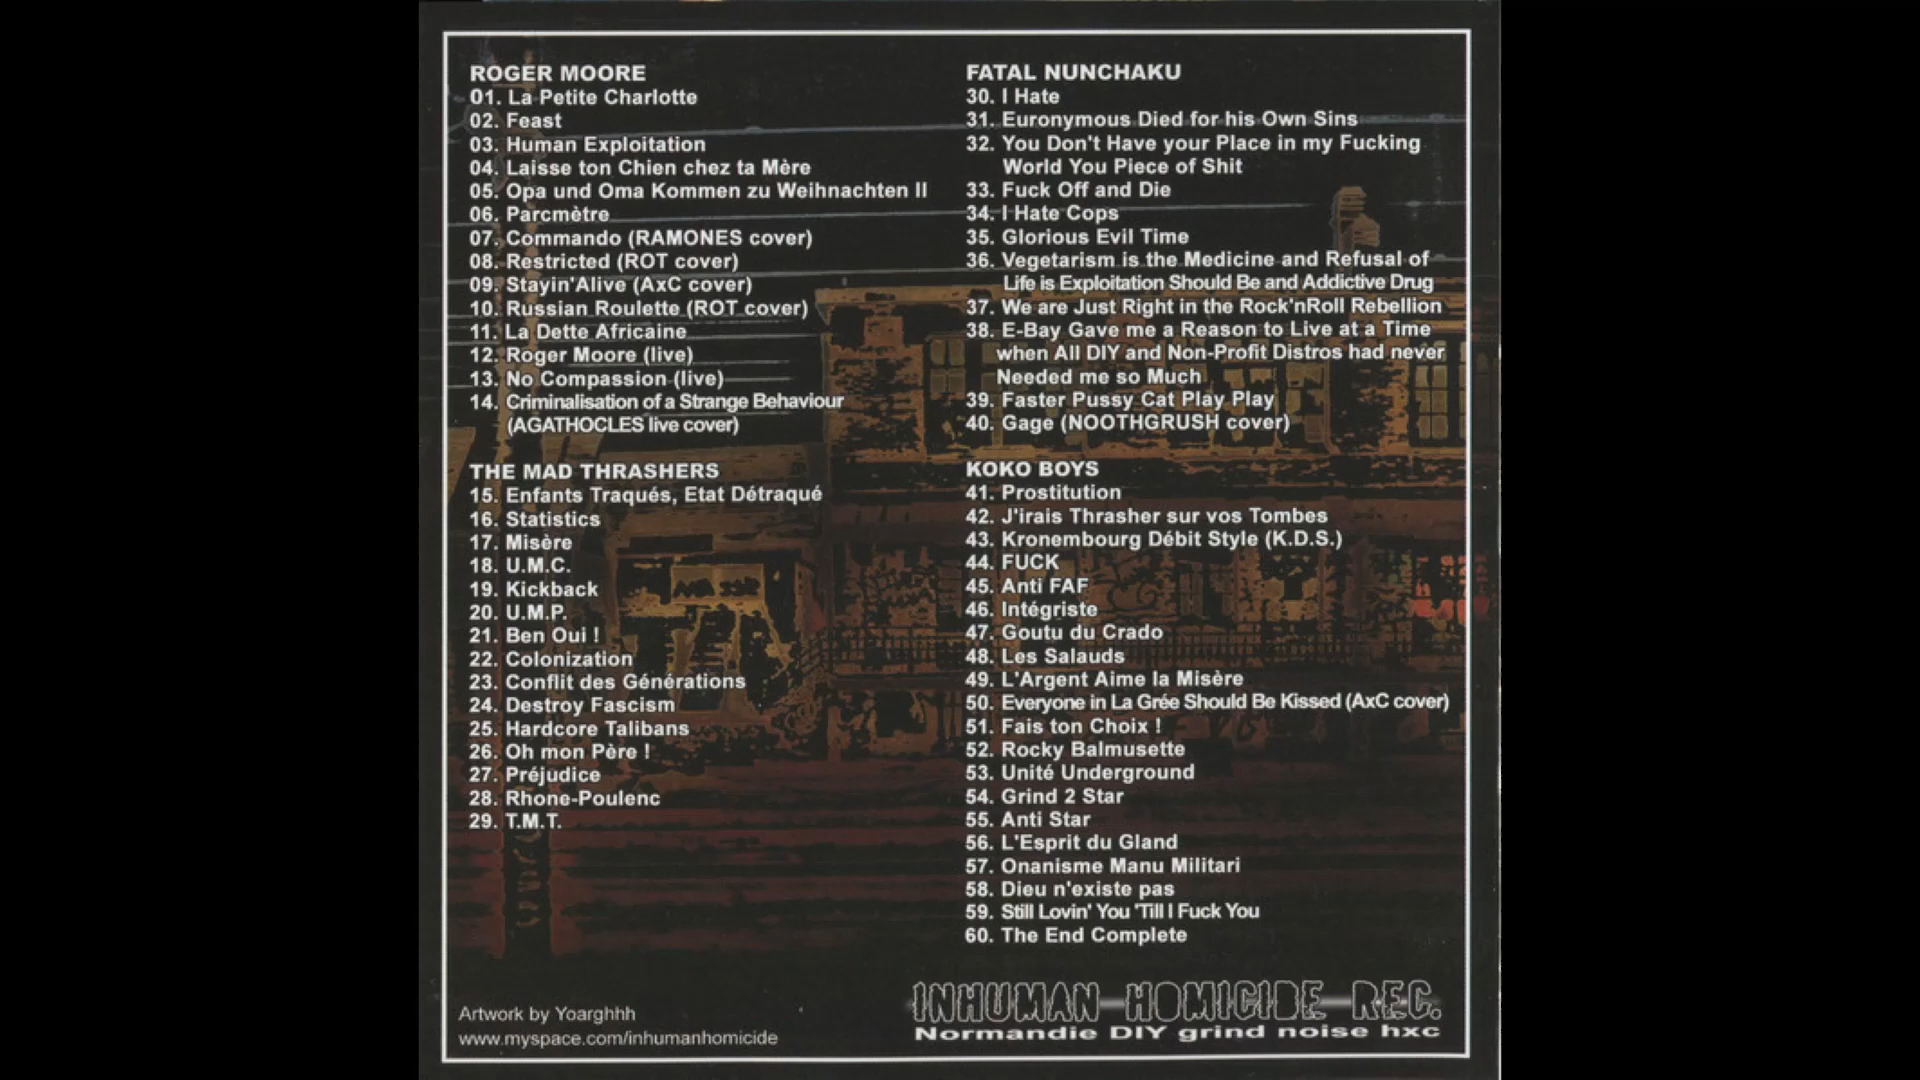 ROGER MOORE
01. La Petite Charlotte
02. Feast
03. Human Exploitation
04. Laisse ton Chien chez ta Mère
05. Opa und Oma Kommen zu Weihnachten II
06. Parcmètre
07. Commando (RAMONES cover)
08. Restricted (ROT cover)
09. Stayin'Alive (AxC cover)
10. Russian Roulette (ROT cover)
11. La Dette Africaine
12. Roger Moore (live)
13. No Compassion (live)
14. Criminalisation of a Strange Behaviour
(AGATHOCLES live cover)
THE MAD THRASHERS
15. Enfants Traqués, Etat Détraqué
16. Statistics
17. Misère
18. U.M.C.
19. Kickback
20. U.M.P.
21. Ben Oui !
22. Colonization
23. Conflit des Générations
24. Destroy Fascism
25. Hardcore Talibans
26. Oh mon Père !
27. Préjudice
28. Rhone-Poulenc
29. T.M.T.
FATAL NUNCHAKU
30. I Hate
31. Euronymous Died for his Own Sins
32. You Don't Have your Place in my Fucking
World You Piece of Shit
33. Fuck Off and Die
34. I Hate Cops
35. Glorious Evil Time
36. Vegetarism is the Medicine and Refusal of
Life is Exploitation Should Be and Addictive Drug
37. We are Just Right in the Rock'nRoll Rebellion
38. E-Bay Gave me a Reason to Live at a Time
when All DIY and Non-Profit Distros had never
Needed me so Much
39. Faster Pussy Cat Play Play
40. Gage (NOOTHGRUSH cover)
KOKO BOYS
41. Prostitution
42. J'irais Thrasher sur vos Tombes
43. Kronembourg Débit Style (K.D.S.)
44. FUCK
45. Anti FAF
46. Intégriste
47. Goutu du Crado
48. Les Salauds
49. L'Argent Aime la Misère
50. Everyone in La Grée Should Be Kissed (AxC cover)
51. Fais ton Choix !
52. Rocky Balmusette
53. Unité Underground
54. Grind 2 Star
55. Anti Star
56. L'Esprit du Gland
57. Onanisme Manu Militari
58. Dieu n'existe pas
59. Still Lovin' You 'Till I Fuck You
60. The End Complete
Artwork by Yoarghhh
www.myspace.com/inhumanhomicide
INHUMAN HOMICIDE REC.
Normandie DIY grind noise hxc